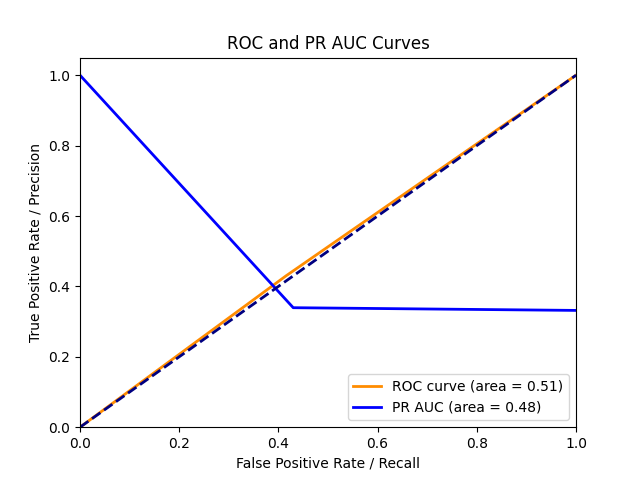 ROC and PR AUC Curves
True Positive Rate / Precision
1.0
0.8
0.6
0.4
0.2
0.0
0.0 0.2 0.4 0.6 0.8 1.0
False Positive Rate / Recall
ROC curve (area = 0.51)
PR AUC (area = 0.48)